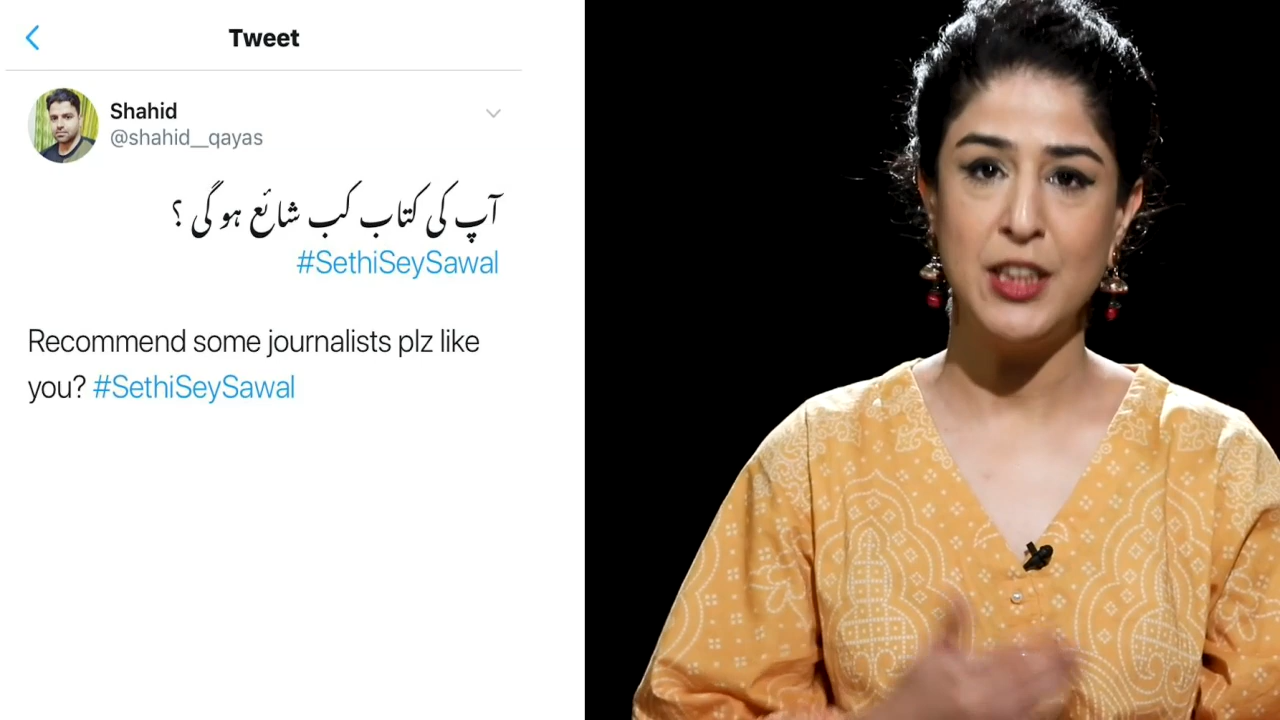 Tweet
Shahid
@shahid__qayas
آپ کی کتاب کب شائع ہو گی ؟
#SethiSeySawal
Recommend some journalists plz like
you? #SethiSeySawal